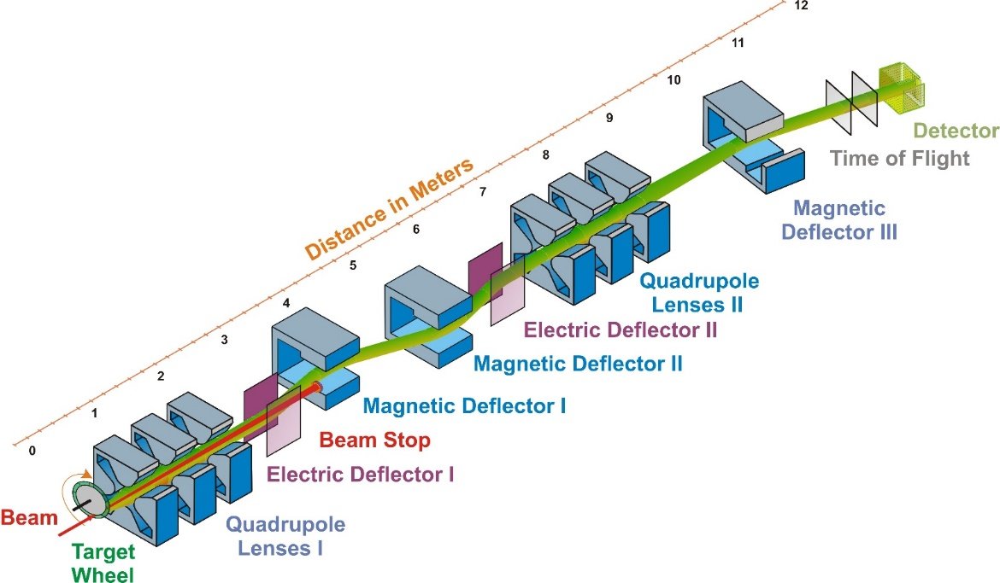 12
11
10
9
8
7
6
5
4
3
2
1
0
Distance in Meters
Detector
Time of Flight
Magnetic
Deflector III
Quadrupole
Lenses II
Electric Deflector II
Magnetic Deflector II
Magnetic Deflector I
Beam Stop
Electric Deflector I
Quadrupole
Lenses I
Beam
Target
Wheel